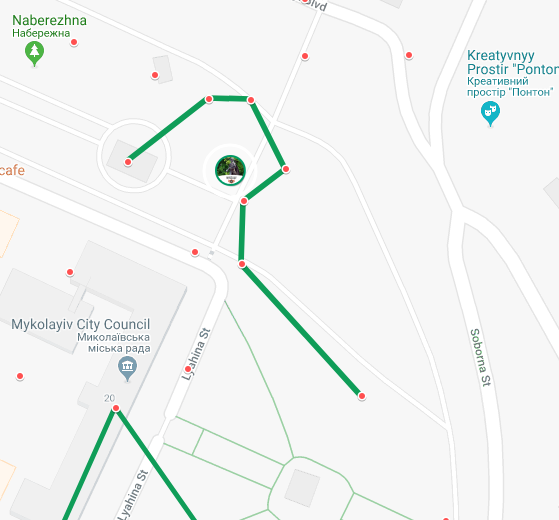 Blvd
Naberezhna
Набережна
Kreatyvnyy
Prostir "Ponton
Креативний
простір "Понтон"
cafe
Mykolayiv City Council
Миколаївська
міська рада
20
Lyahina St
Soborna St
Lyahina St